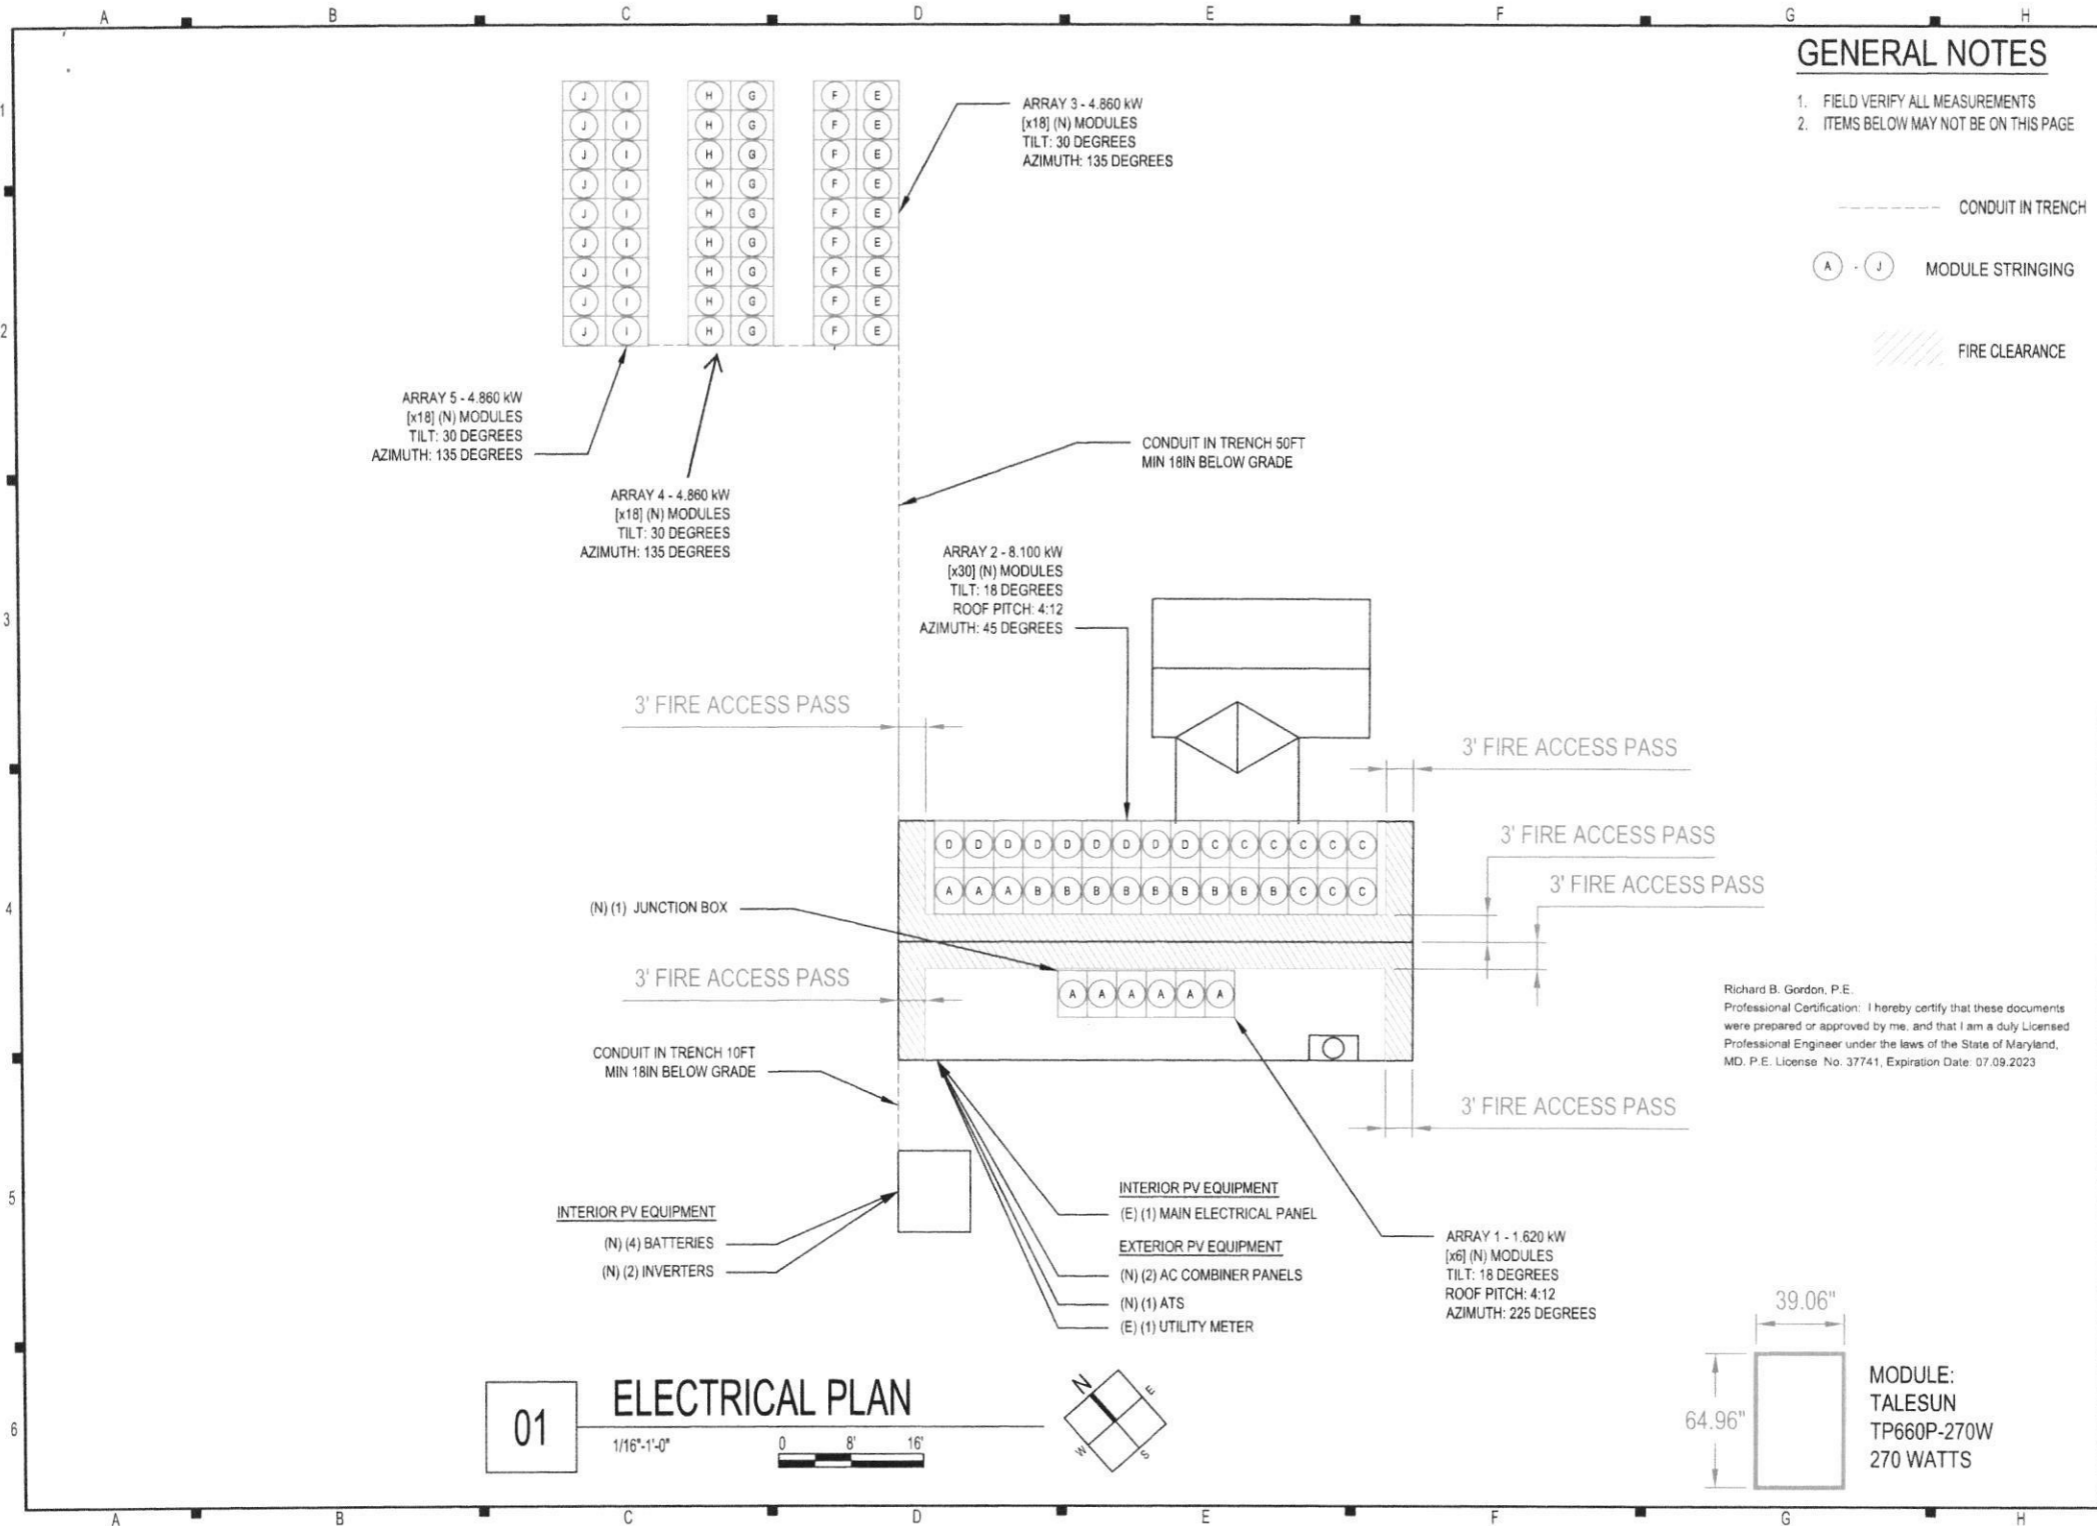 A B C D E F G H
1
2
3
4
5
6
GENERAL NOTES
1. FIELD VERIFY ALL MEASUREMENTS
2. ITEMS BELOW MAY NOT BE ON THIS PAGE
CONDUIT IN TRENCH
A - J MODULE STRINGING
FIRE CLEARANCE
J I H G F E
J I H G F E
J I H G F E
J I H G F E
J I H G F E
J I H G F E
J I H G F E
J I H G F E
J I H G F E
ARRAY 3 - 4.860 kW
[x18] (N) MODULES
TILT: 30 DEGREES
AZIMUTH: 135 DEGREES
ARRAY 5 - 4.860 kW
[x18] (N) MODULES
TILT: 30 DEGREES
AZIMUTH: 135 DEGREES
ARRAY 4 - 4.860 kW
[x18] (N) MODULES
TILT: 30 DEGREES
AZIMUTH: 135 DEGREES
CONDUIT IN TRENCH 50FT
MIN 18IN BELOW GRADE
ARRAY 2 - 8.100 kW
[x30] (N) MODULES
TILT: 18 DEGREES
ROOF PITCH: 4:12
AZIMUTH: 45 DEGREES
3' FIRE ACCESS PASS
3' FIRE ACCESS PASS
3' FIRE ACCESS PASS
3' FIRE ACCESS PASS
D D D D D D D D D C C C C C C
A A A B B B B B B B B B C C C
(N) (1) JUNCTION BOX
3' FIRE ACCESS PASS
A A A A A A
CONDUIT IN TRENCH 10FT
MIN 18IN BELOW GRADE
3' FIRE ACCESS PASS
Richard B. Gordon, P.E.
Professional Certification: I hereby certify that these documents
were prepared or approved by me, and that I am a duly Licensed
Professional Engineer under the laws of the State of Maryland,
MD. P.E. License No. 37741, Expiration Date: 07.09.2023
INTERIOR PV EQUIPMENT
(N) (4) BATTERIES
(N) (2) INVERTERS
INTERIOR PV EQUIPMENT
(E) (1) MAIN ELECTRICAL PANEL
EXTERIOR PV EQUIPMENT
(N) (2) AC COMBINER PANELS
(N) (1) ATS
(E) (1) UTILITY METER
ARRAY 1 - 1.620 kW
[x6] (N) MODULES
TILT: 18 DEGREES
ROOF PITCH: 4:12
AZIMUTH: 225 DEGREES
39.06"
64.96"
MODULE:
TALESUN
TP660P-270W
270 WATTS
01
ELECTRICAL PLAN
1/16"-1'-0"
0 8' 16'
N E
W S
A B C D E F G H